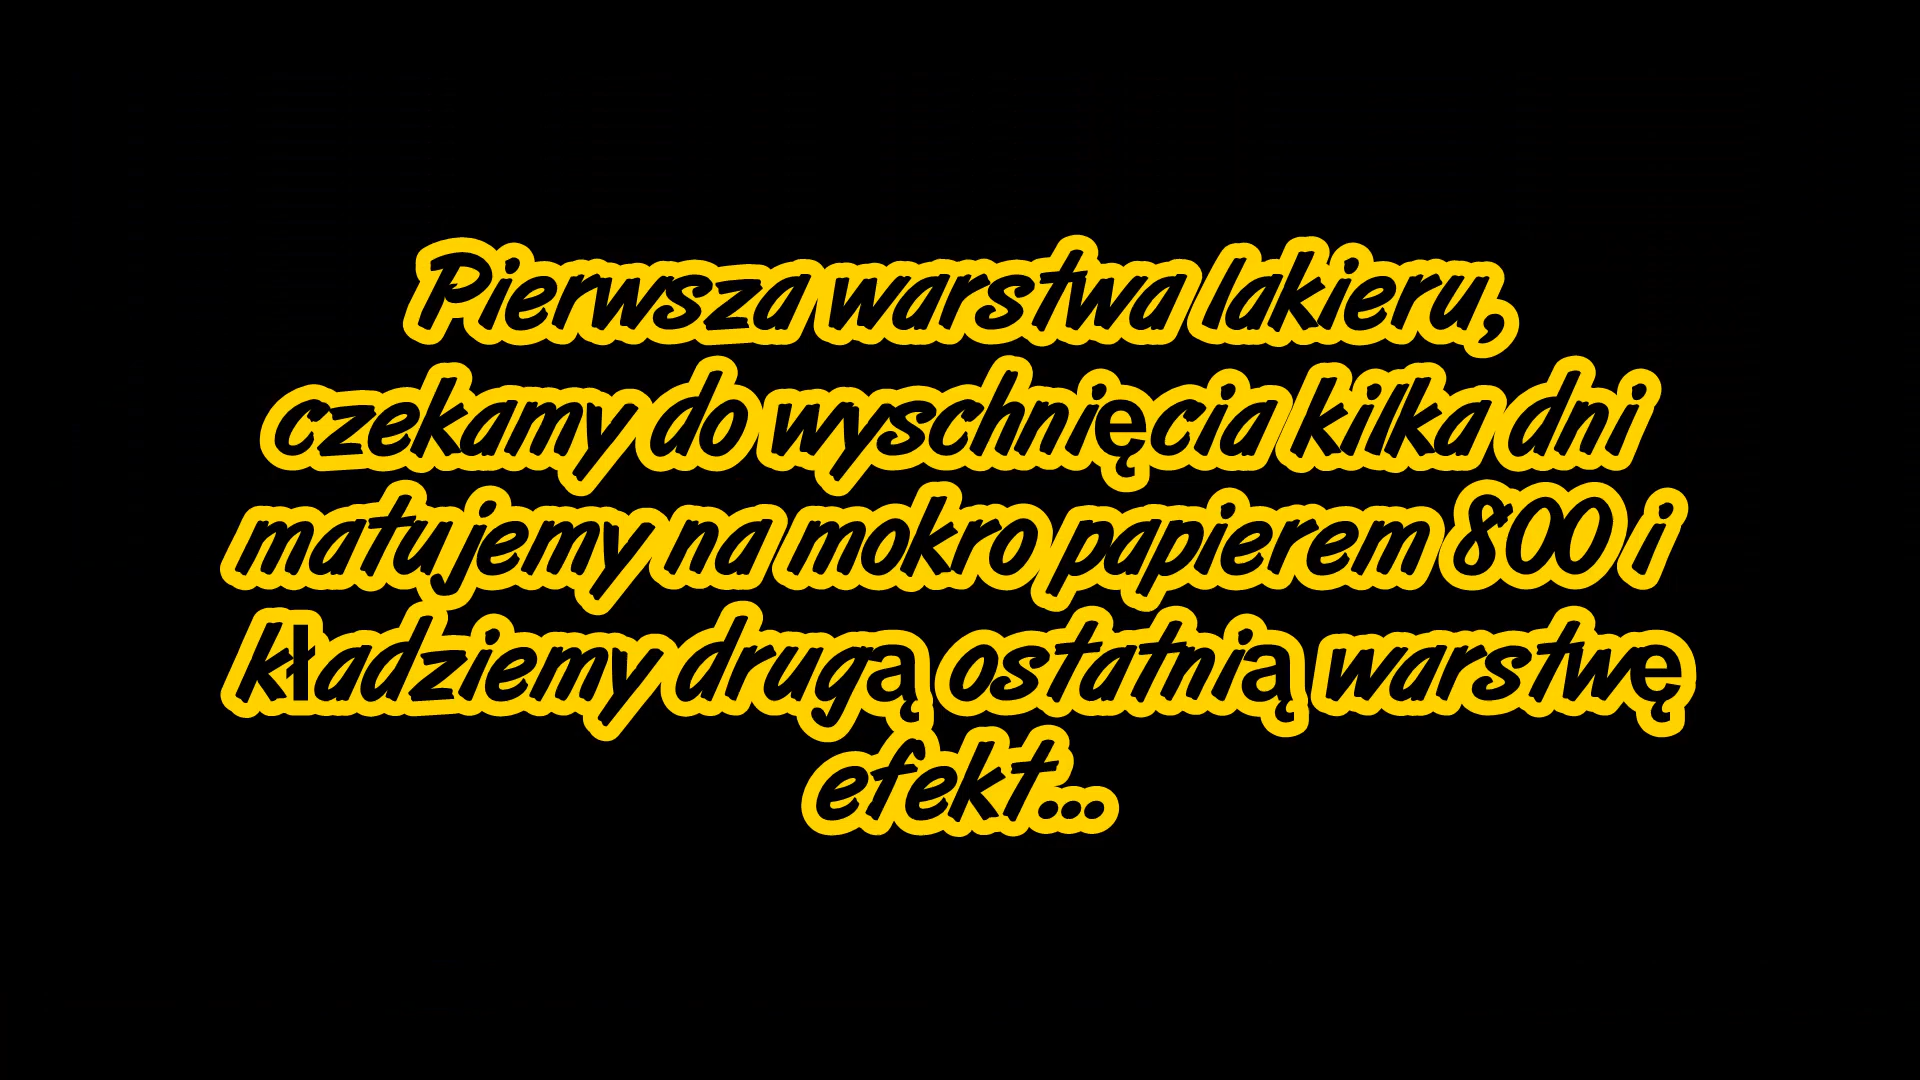 Pierwsza warstwa lakieru,
czekamy do wyschnięcia kilka dni
matujemy na mokro papierem 800 i
kładziemy drugą ostatnią warstwę
efekt...